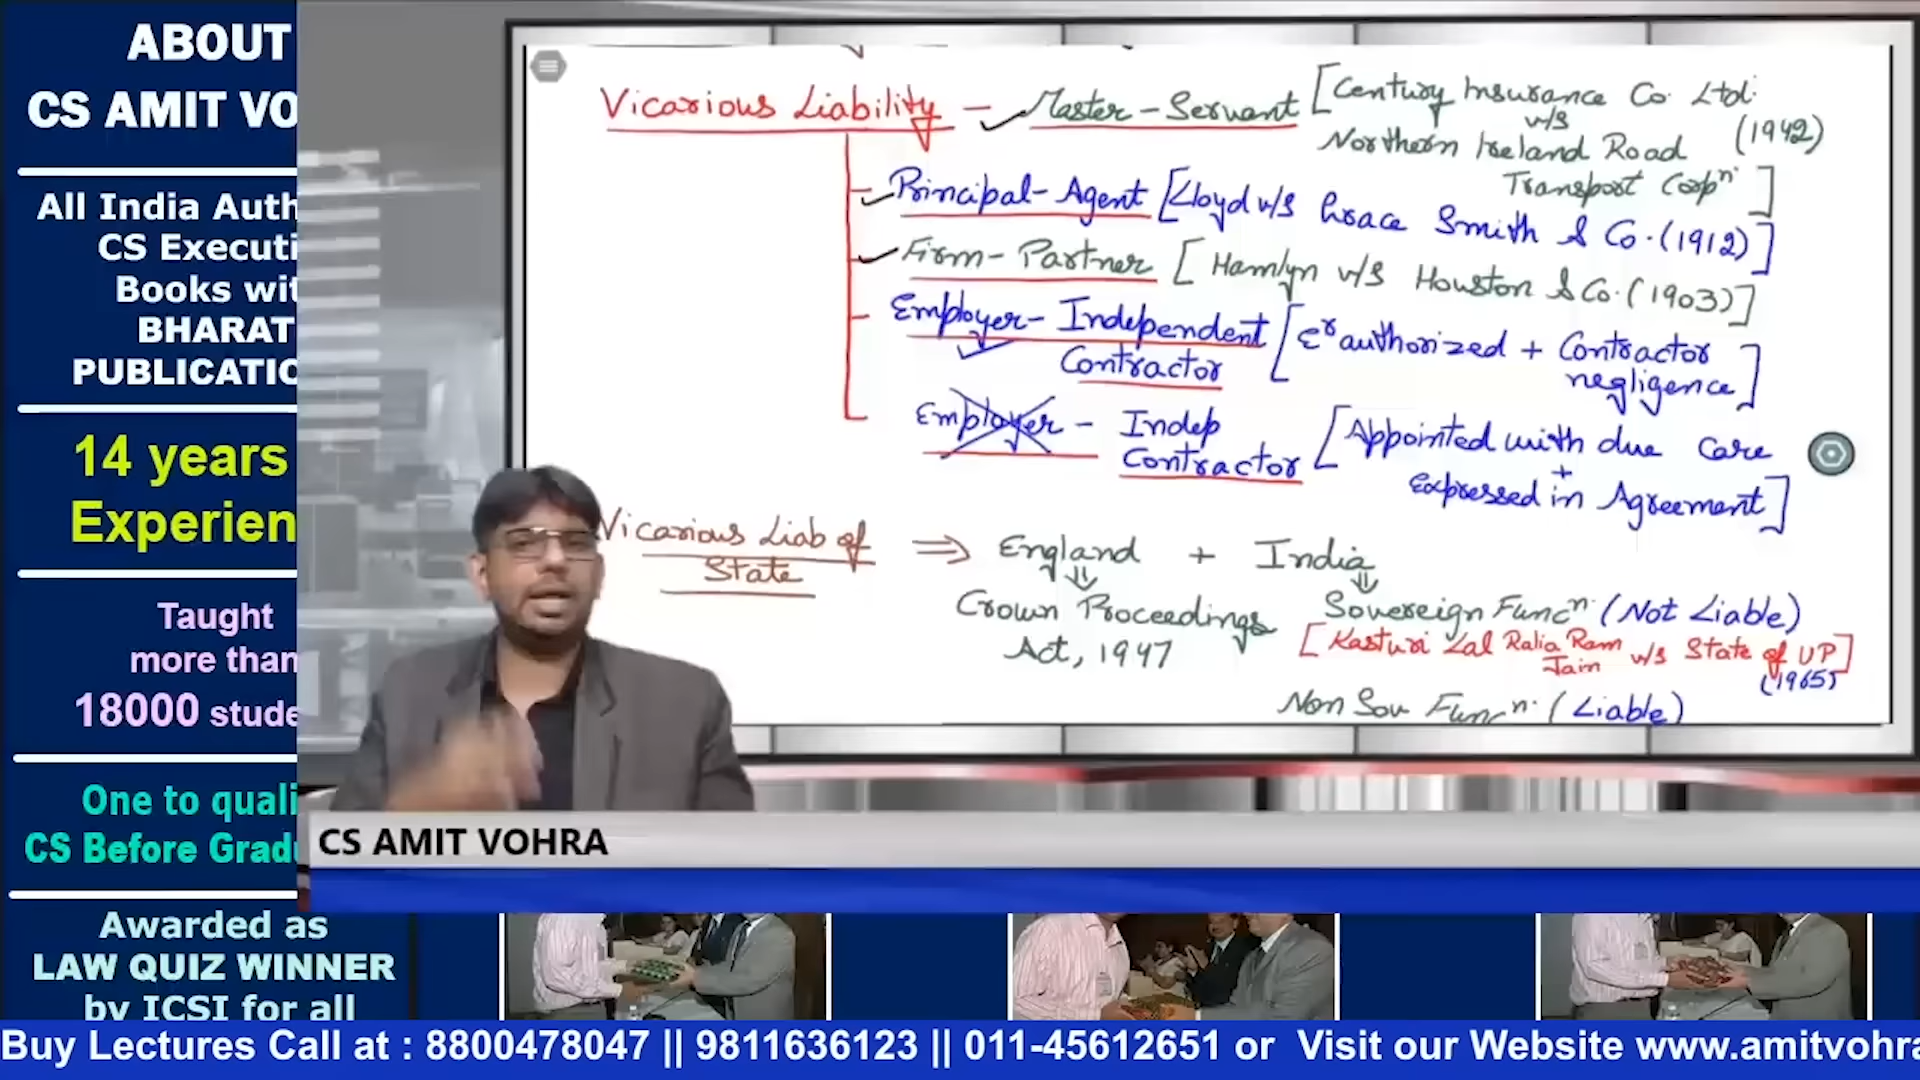 ABOUT
CS AMIT VO
All India Auth
CS Executi
Books wit
BHARAT
PUBLICATIO
14 years
Experien
Taught
more than
18000 stude
One to quali
CS Before Gradu
Awarded as
LAW QUIZ WINNER
by ICSI for all
Vicarious Liability — Master - Servant [Century Insurance Co. Ltd.
v/s
Northern Ireland Road (1942)
Transport Corpn]
Principal - Agent [Lloyd v/s Grace Smith & Co. (1912)]
Firm - Partner [Hamlyn v/s Houston & Co. (1903)]
Employer - Independent Contractor [Er authorized + Contractor negligence]
Employer - Indep Contractor [Appointed with due care
+
Expressed in Agreement]
Vicarious Liab of State ⇒ England + India
Crown Proceedings Act, 1947
Sovereign Funcn (Not Liable)
[Kasturi Lal Ralia Ram Jain v/s State of UP]
(1965)
Non Sov Funcn. (Liable)
CS AMIT VOHRA
Buy Lectures Call at : 8800478047 || 9811636123 || 011-45612651 or Visit our Website www.amitvohra